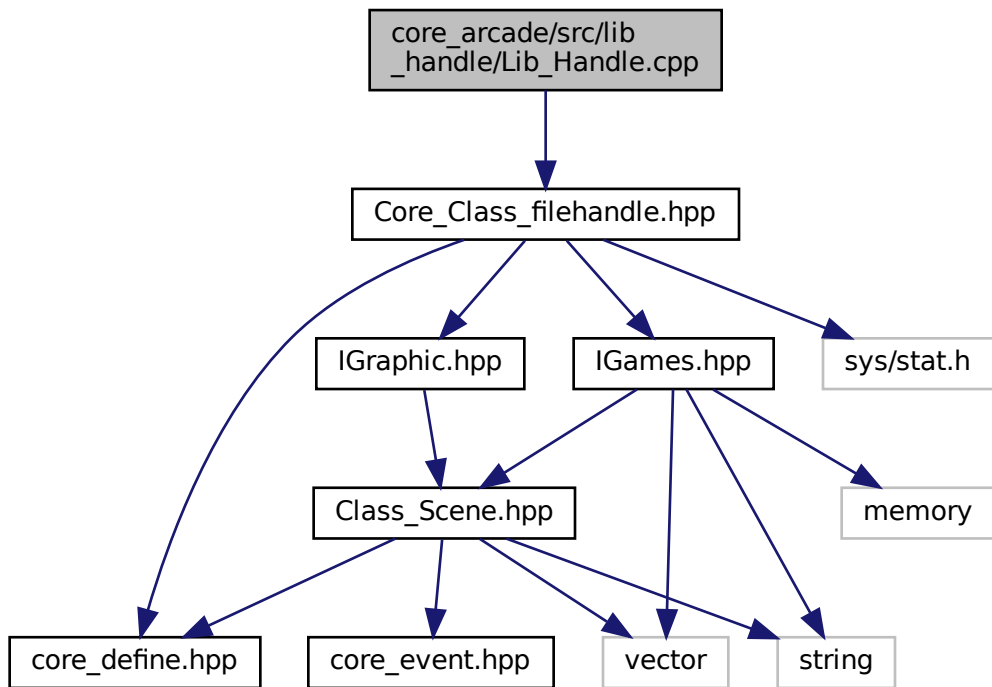 core_arcade/src/lib
_handle/Lib_Handle.cpp
Core_Class_filehandle.hpp
IGraphic.hpp
IGames.hpp
sys/stat.h
Class_Scene.hpp
memory
core_define.hpp
core_event.hpp
vector
string